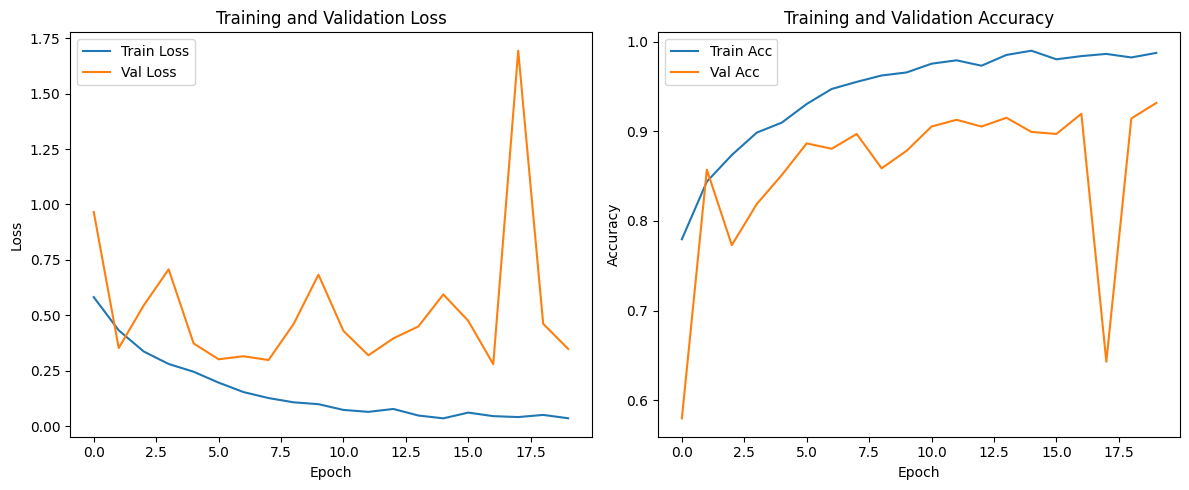 Training and Validation Loss
Train Loss
Val Loss
1.75
1.50
1.25
1.00
0.75
0.50
0.25
0.00
Loss
0.0 2.5 5.0 7.5 10.0 12.5 15.0 17.5
Epoch
Training and Validation Accuracy
Train Acc
Val Acc
1.0
0.9
0.8
0.7
0.6
Accuracy
0.0 2.5 5.0 7.5 10.0 12.5 15.0 17.5
Epoch